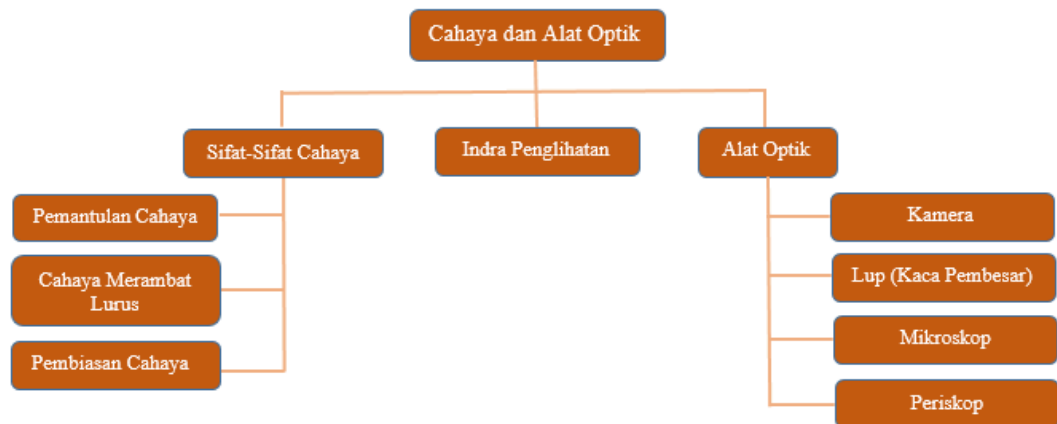 Cahaya dan Alat Optik
Sifat-Sifat Cahaya
Indra Penglihatan
Alat Optik
Pemantulan Cahaya
Cahaya Merambat
Lurus
Pembiasan Cahaya
Kamera
Lup (Kaca Pembesar)
Mikroskop
Periskop